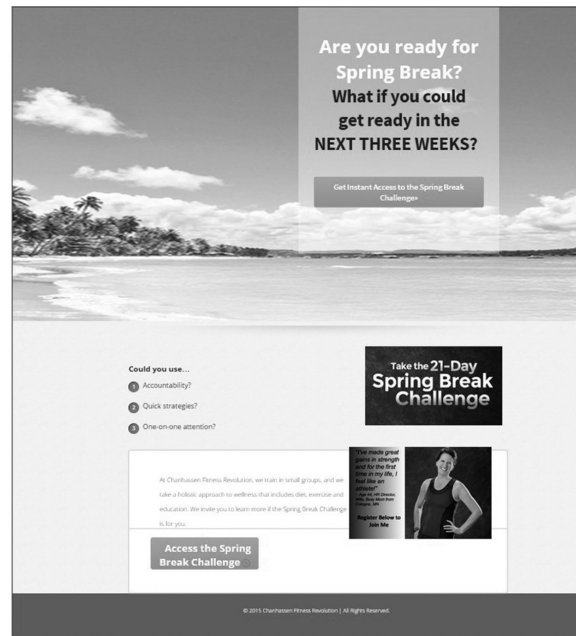 Are you ready for
Spring Break?
What if you could
get ready in the
NEXT THREE WEEKS?
Get Instant Access to the Spring Break
Challenge»
Could you use...
1 Accountability?
2 Quick strategies?
3 One-on-one attention?
Take the 21-Day
Spring Break
Challenge
At Chanhassen Fitness Revolution, we train in small groups, and we
take a holistic approach to wellness that includes diet, exercise and
education. We invite you to learn more if the Spring Break Challenge
is for you.
"I've made great
gains in strength
and for the first
time in my life, I
feel like an
athlete!"
Register Below to
Join Me
Access the Spring
Break Challenge
© 2015 Chanhassen Fitness Revolution | All Rights Reserved.